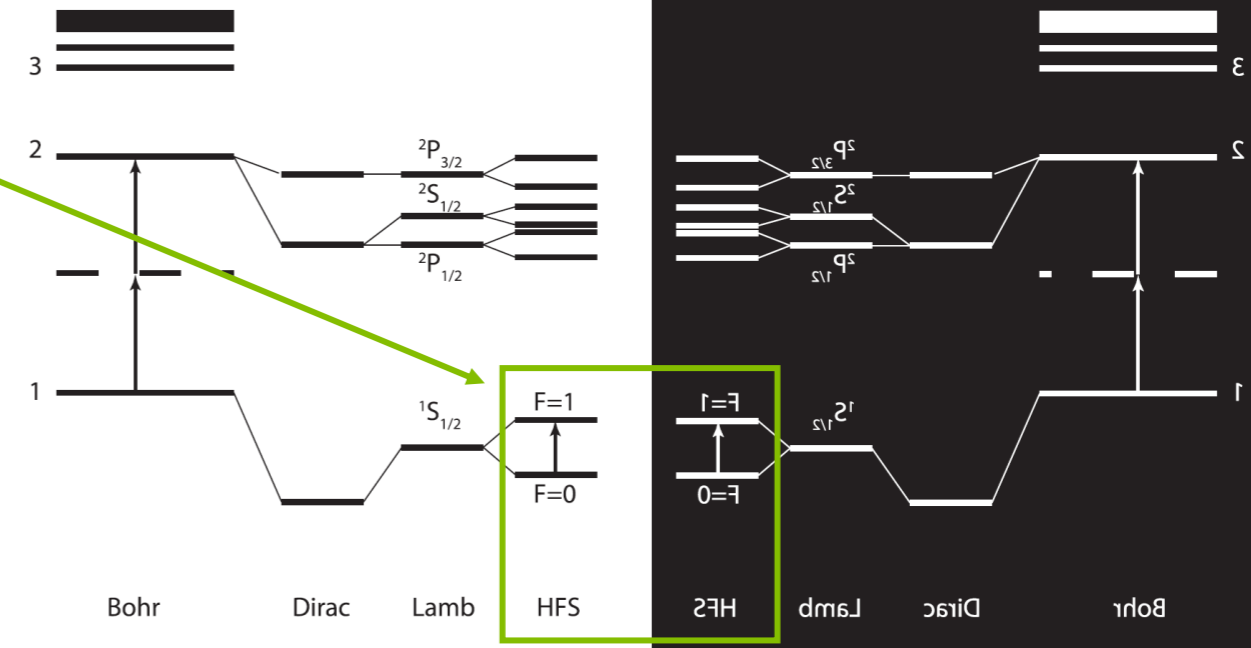 3
3
2
2
²P₃/₂
²P₃/₂
²S₁/₂
²S₁/₂
²P₁/₂
²P₁/₂
1
1
¹S₁/₂
F=1
F=1
¹S₁/₂
F=0
F=0
Bohr Dirac Lamb HFS
HFS Lamb Dirac Bohr